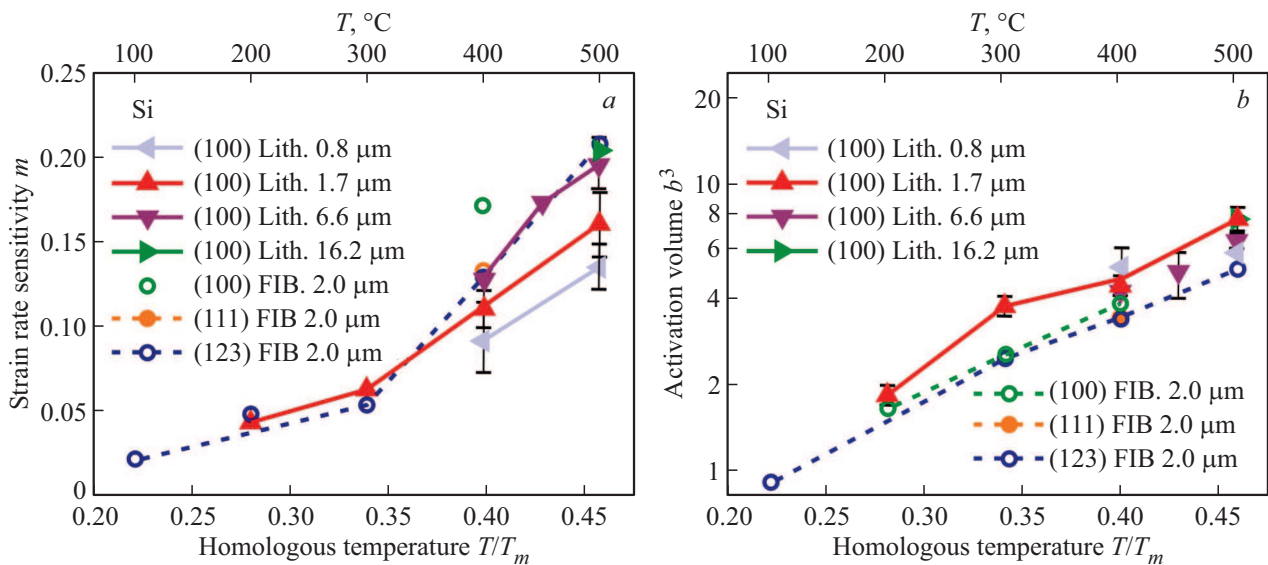 T, °C
100 200 300 400 500
0.25
0.20
0.15
0.10
0.05
0
Strain rate sensitivity m
Si
a
(100) Lith. 0.8 μm
(100) Lith. 1.7 μm
(100) Lith. 6.6 μm
(100) Lith. 16.2 μm
(100) FIB. 2.0 μm
(111) FIB 2.0 μm
(123) FIB 2.0 μm
0.20 0.25 0.30 0.35 0.40 0.45
Homologous temperature T/Tm
T, °C
100 200 300 400 500
20
10
8
6
4
2
1
Activation volume b³
Si
b
(100) Lith. 0.8 μm
(100) Lith. 1.7 μm
(100) Lith. 6.6 μm
(100) Lith. 16.2 μm
(100) FIB. 2.0 μm
(111) FIB 2.0 μm
(123) FIB 2.0 μm
0.20 0.25 0.30 0.35 0.40 0.45
Homologous temperature T/Tm